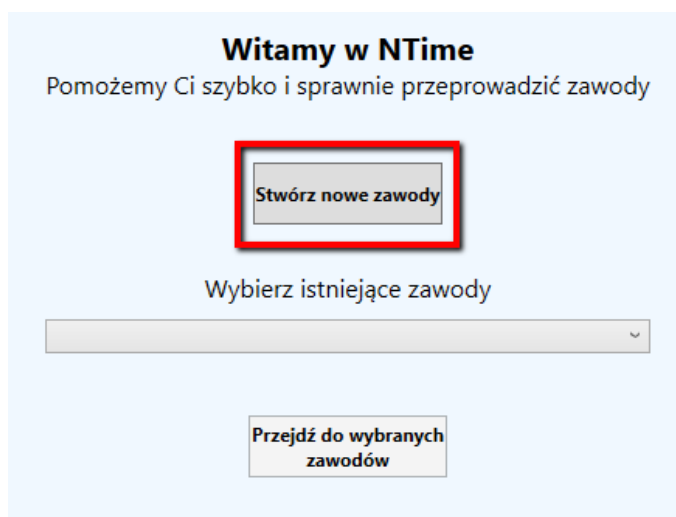 Witamy w NTime
Pomożemy Ci szybko i sprawnie przeprowadzić zawody
Stwórz nowe zawody
Wybierz istniejące zawody
Przejdź do wybranych
zawodów